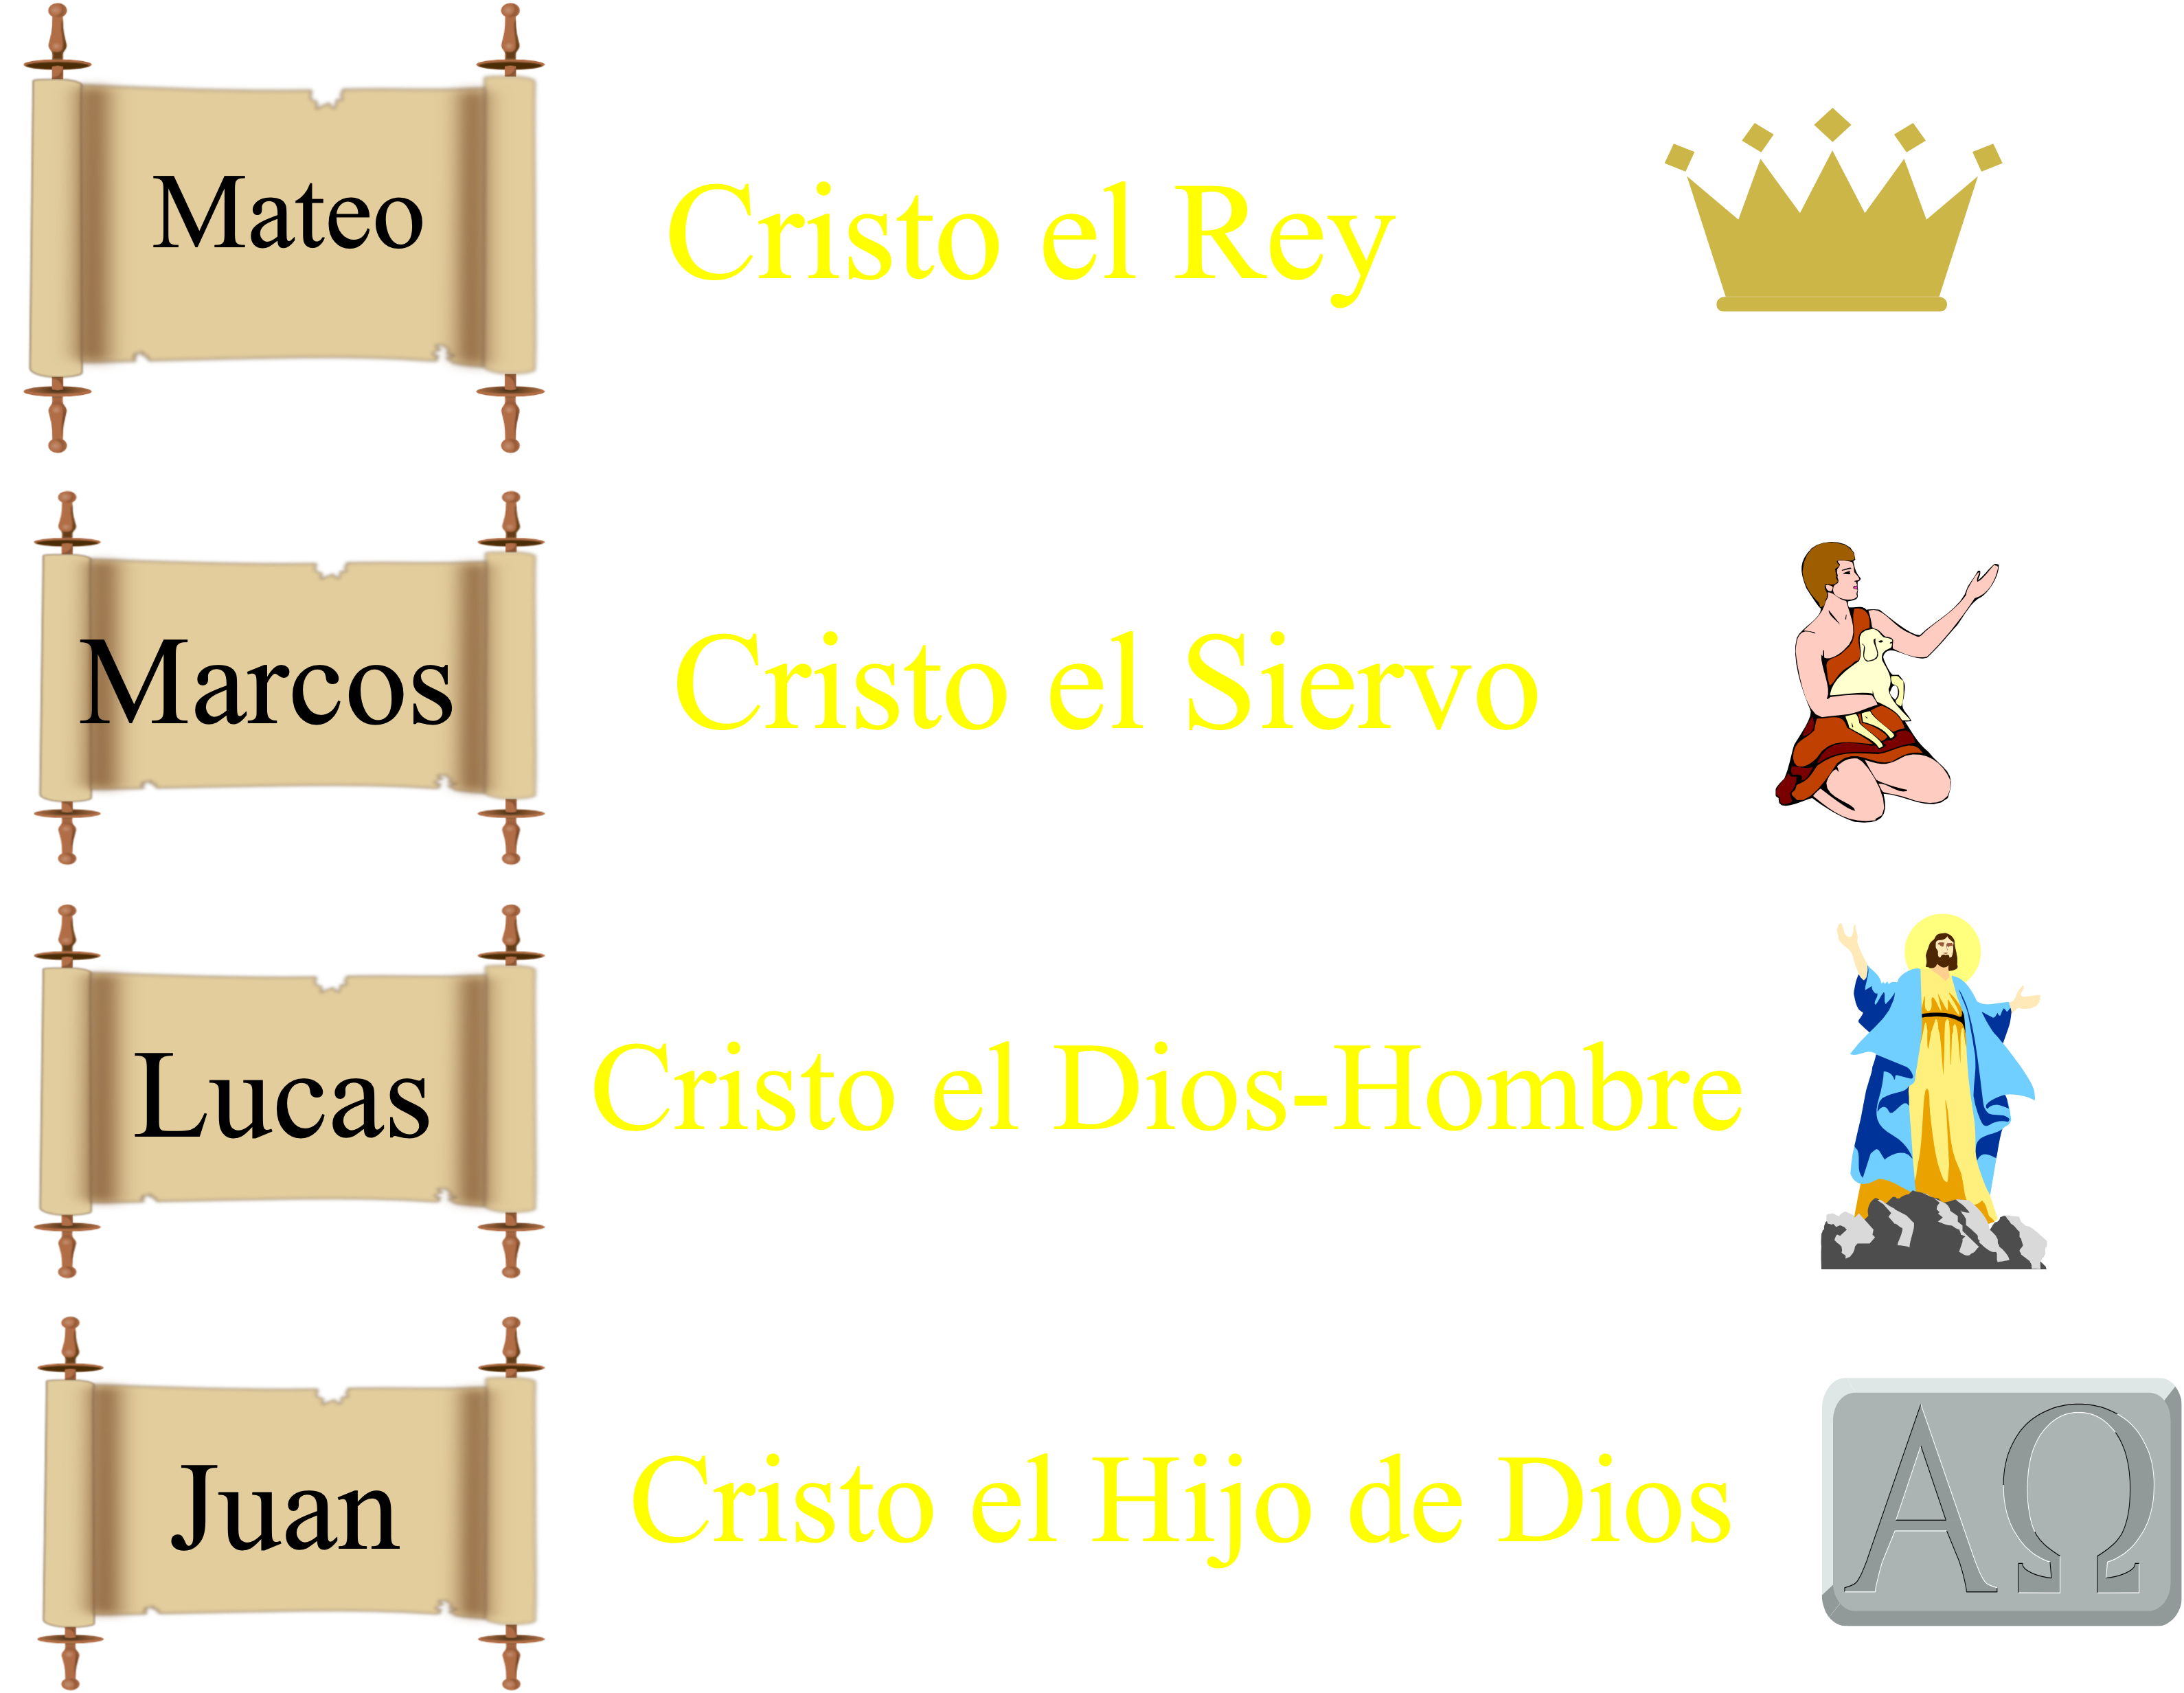 Mateo Cristo el Rey
Marcos Cristo el Siervo
Lucas Cristo el Dios-Hombre
Juan Cristo el Hijo de Dios ΑΩ